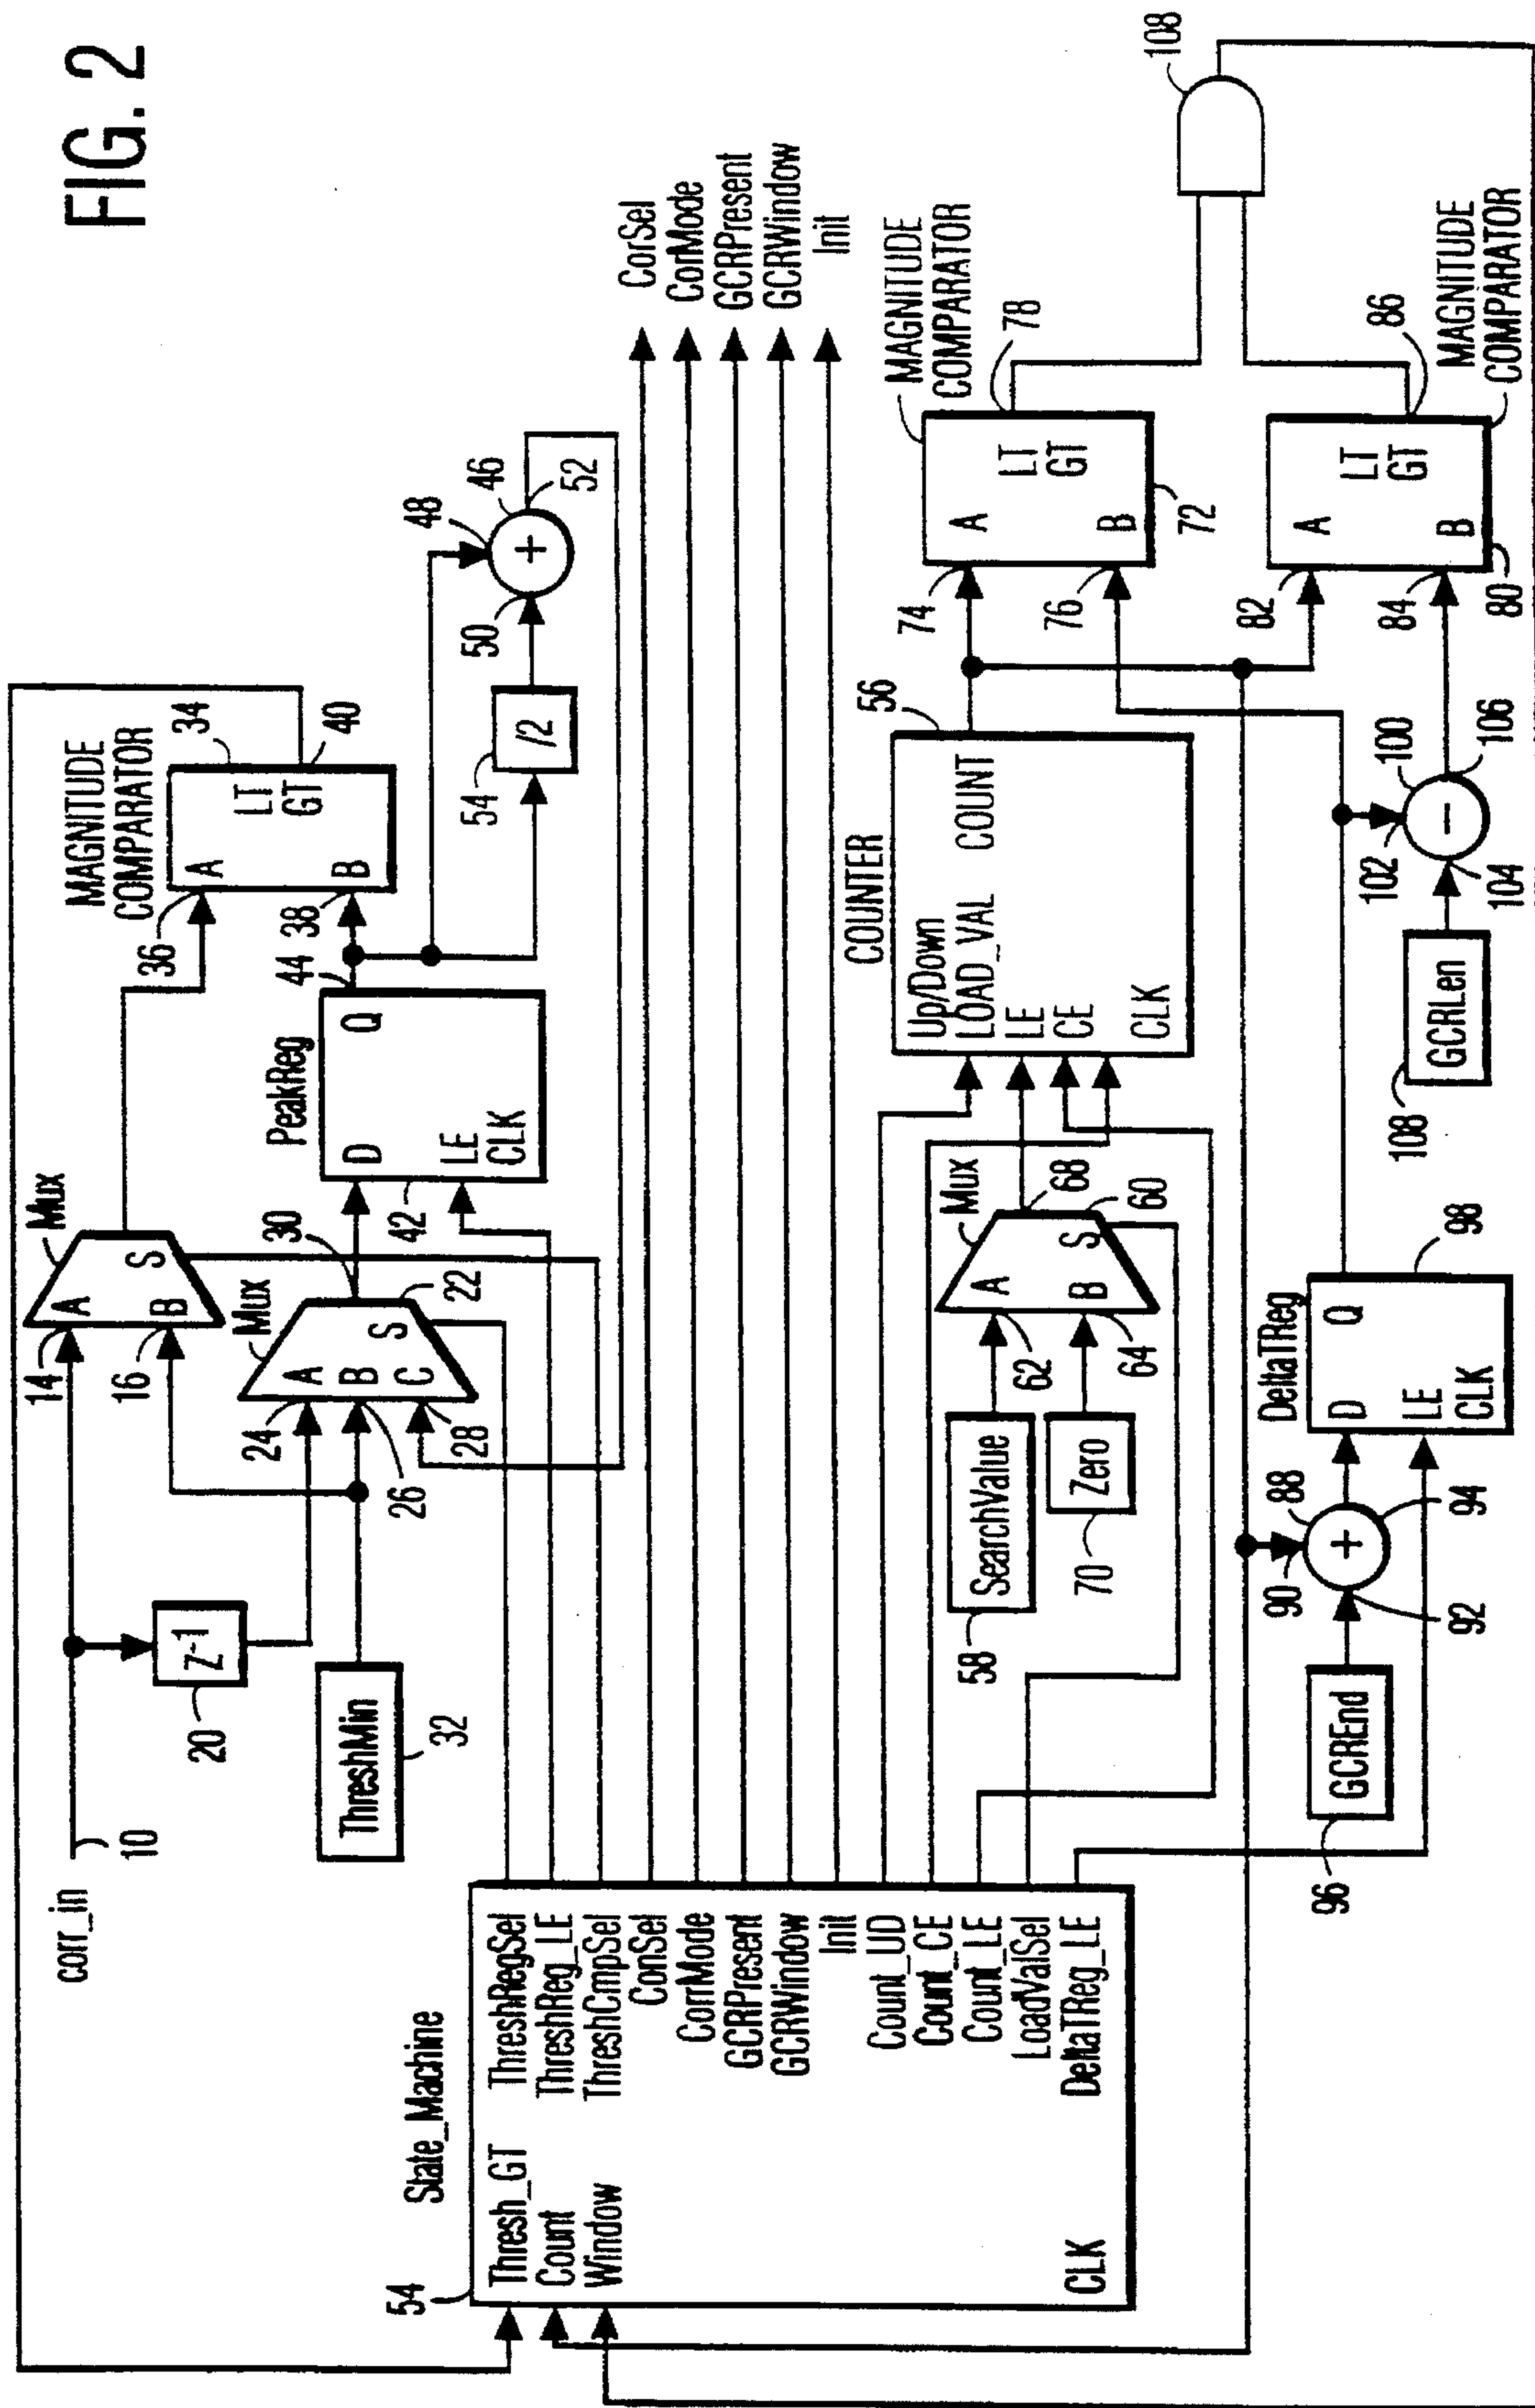 FIG. 2
corr_in
10
14
16
A
B
S
Mux
20
Z-1
ThreshMin
32
24
26
28
A
B
C
S
Mux
22
30
PeakReg
D
Q
LE
CLK
42
44
MAGNITUDE
COMPARATOR
36
38
A
B
LT
GT
34
40
54
/2
50
48
46
+
52
State_Machine
54
Thresh_GT
Count
Window
CLK
ThreshRegSel
ThreshReg_LE
ThreshCmpSel
ConSel
CorrMode
GCRPresent
GCRWindow
Init
Count_UD
Count_CE
Count_LE
LoadValSel
DeltaTReg_LE
CorSel
CorMode
GCRPresent
GCRWindow
Init
SearchValue
58
Zero
70
62
64
A
B
S
Mux
68
60
COUNTER
Up/Down
LOAD_VAL
LE
CE
CLK
COUNT
56
MAGNITUDE
COMPARATOR
74
76
A
B
LT
GT
78
72
82
84
A
B
LT
GT
86
80
MAGNITUDE
COMPARATOR
108
GCREnd
96
90
92
88
+
94
DeltaTReg
D
Q
LE
CLK
98
GCRLen
108
102
104
100
-
106